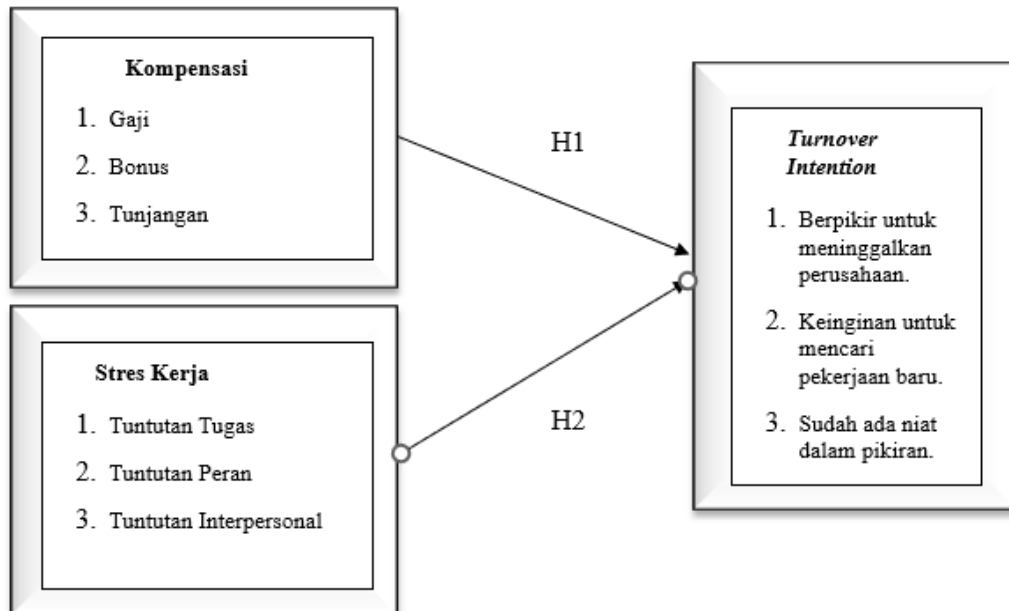 Kompensasi
1. Gaji
2. Bonus
3. Tunjangan
H1
Stres Kerja
1. Tuntutan Tugas
2. Tuntutan Peran
3. Tuntutan Interpersonal
H2
Turnover
Intention
1. Berpikir untuk
meninggalkan
perusahaan.
2. Keinginan untuk
mencari
pekerjaan baru.
3. Sudah ada niat
dalam pikiran.